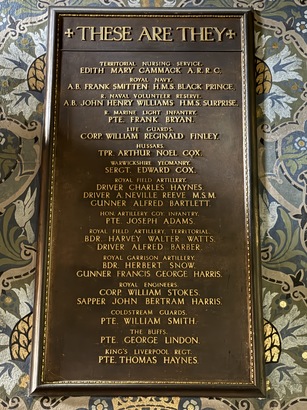 THESE ARE THEY
TERRITORIAL NURSING SERVICE.
EDITH MARY CAMMACK A.R.R.C.
ROYAL NAVY.
A.B. FRANK SMITTEN H.M.S BLACK PRINCE.
R. NAVAL VOLUNTEER RESERVE.
A.B. JOHN HENRY WILLIAMS H.M.S SURPRISE.
R. MARINE LIGHT INFANTRY.
PTE. FRANK BRYAN.
LIFE GUARDS.
CORP. WILLIAM REGINALD FINLEY.
HUSSARS.
TPR. ARTHUR NOEL COX.
WARWICKSHIRE YEOMANRY.
SERGT. EDWARD COX.
ROYAL FIELD ARTILLERY.
DRIVER CHARLES HAYNES.
DRIVER A. NEVILLE REEVE M.S.M.
GUNNER ALFRED BARTLETT.
HON. ARTILLERY COY. INFANTRY.
PTE. JOSEPH ADAMS.
ROYAL FIELD ARTILLERY, TERRITORIAL.
BDR. HARVEY WALTER WATTS.
DRIVER ALFRED BARBER.
ROYAL GARRISON ARTILLERY.
BDR. HERBERT SNOW.
GUNNER FRANCIS GEORGE HARRIS.
ROYAL ENGINEERS.
CORP. WILLIAM STOKES.
SAPPER JOHN BERTRAM HARRIS.
COLDSTREAM GUARDS.
PTE. WILLIAM SMITH.
THE BUFFS.
PTE. GEORGE LINDON.
KING'S LIVERPOOL REGT.
PTE. THOMAS HAYNES.